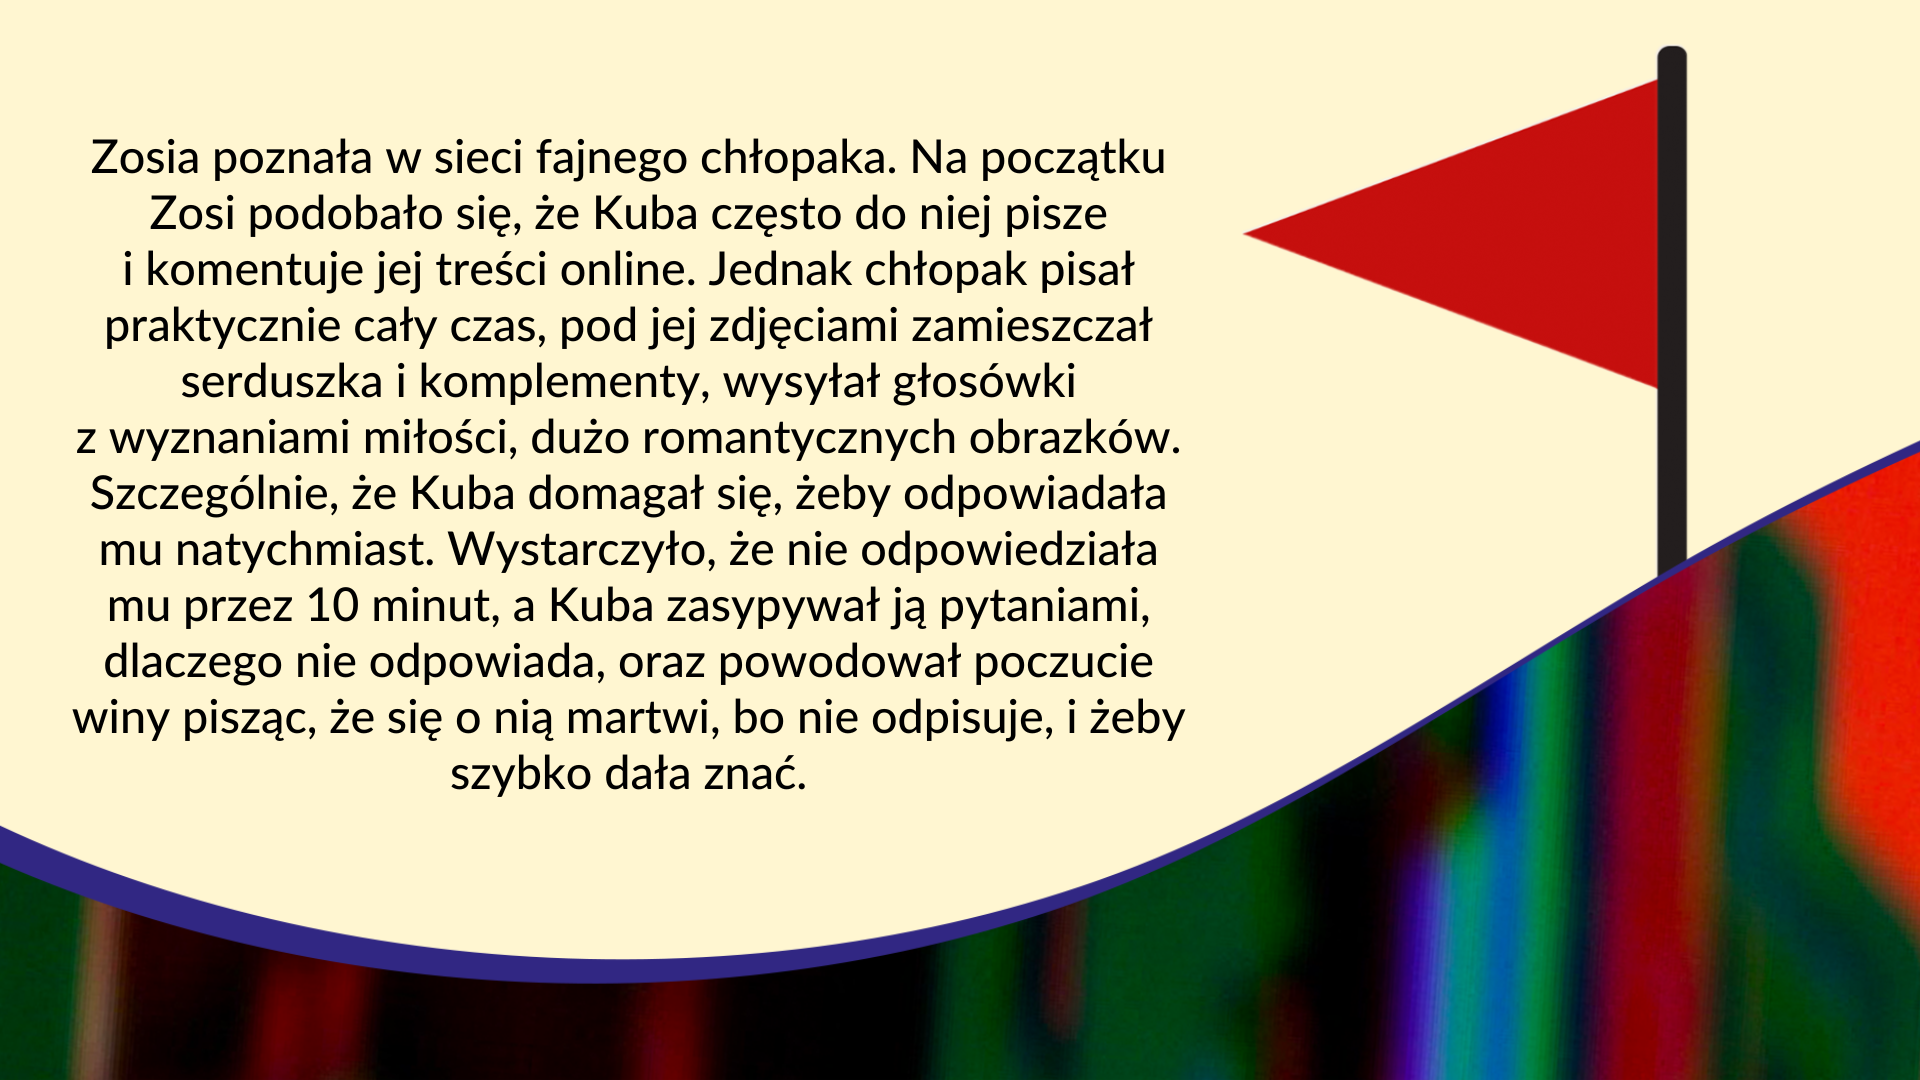 Zosia poznała w sieci fajnego chłopaka. Na początku
Zosi podobało się, że Kuba często do niej pisze
i komentuje jej treści online. Jednak chłopak pisał
praktycznie cały czas, pod jej zdjęciami zamieszczał
serduszka i komplementy, wysyłał głosówki
z wyznaniami miłości, dużo romantycznych obrazków.
Szczególnie, że Kuba domagał się, żeby odpowiadała
mu natychmiast. Wystarczyło, że nie odpowiedziała
mu przez 10 minut, a Kuba zasypywał ją pytaniami,
dlaczego nie odpowiada, oraz powodował poczucie
winy pisząc, że się o nią martwi, bo nie odpisuje, i żeby
szybko dała znać.